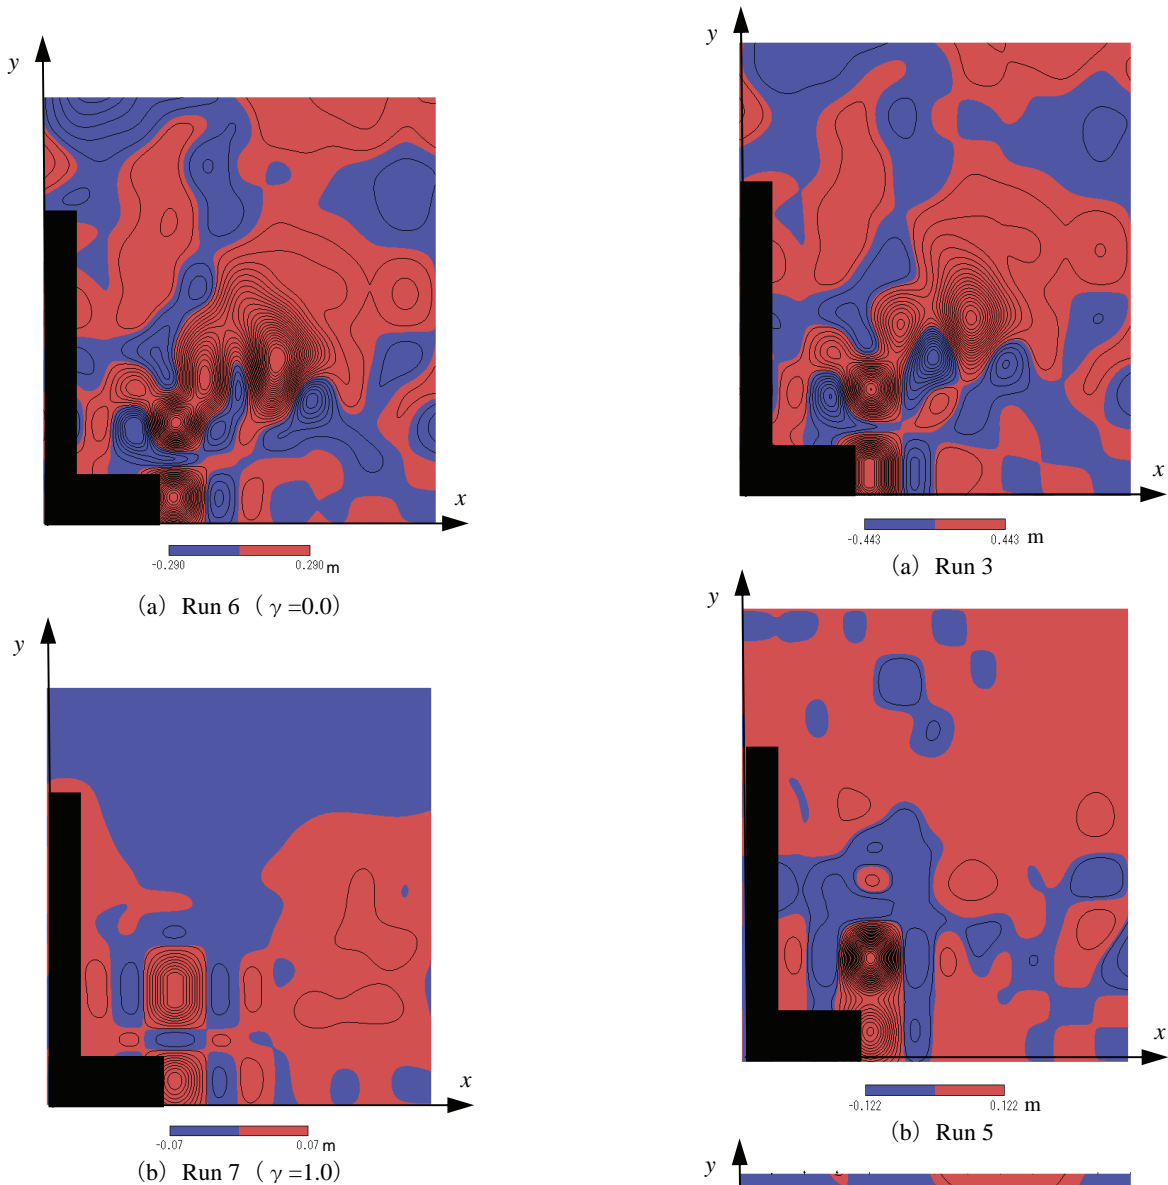 y
x
-0.290 0.290 m
(a) Run 6 ( γ =0.0)
y
x
-0.07 0.07 m
(b) Run 7 ( γ =1.0)
y
x
-0.443 0.443 m
(a) Run 3
y
x
-0.122 0.122 m
(b) Run 5
y